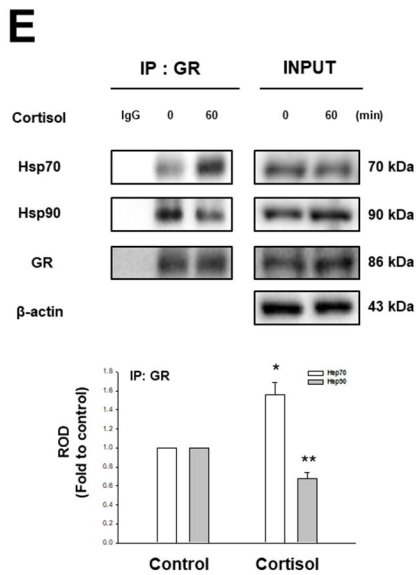 E
IP : GR INPUT
Cortisol IgG 0 60 0 60 (min)
Hsp70 70 kDa
Hsp90 90 kDa
GR 86 kDa
β-actin 43 kDa
IP: GR
Hsp70
Hsp90
ROD
(Fold to control)
1.8
1.6
1.4
1.2
1.0
0.8
0.6
0.4
0.2
0.0
*
**
Control Cortisol